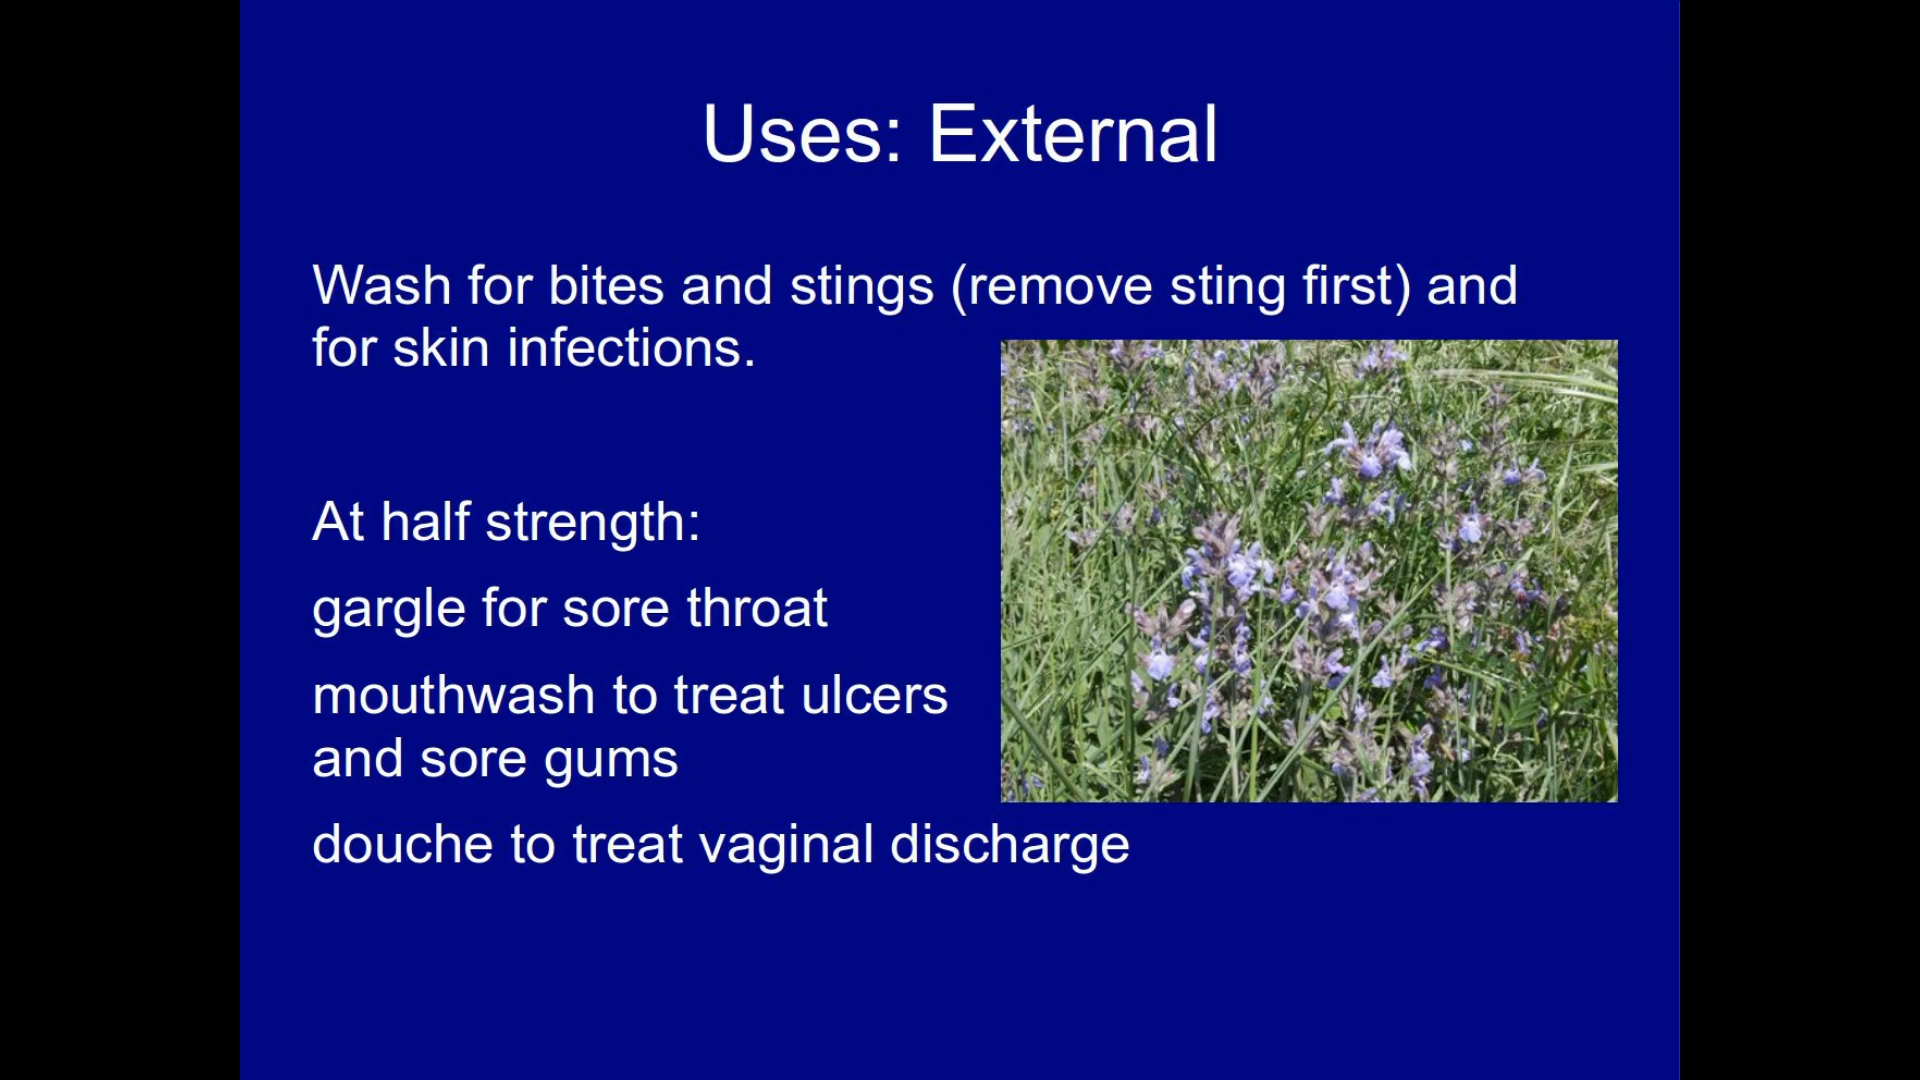 Uses: External
Wash for bites and stings (remove sting first) and
for skin infections.
At half strength:
gargle for sore throat
mouthwash to treat ulcers
and sore gums
douche to treat vaginal discharge